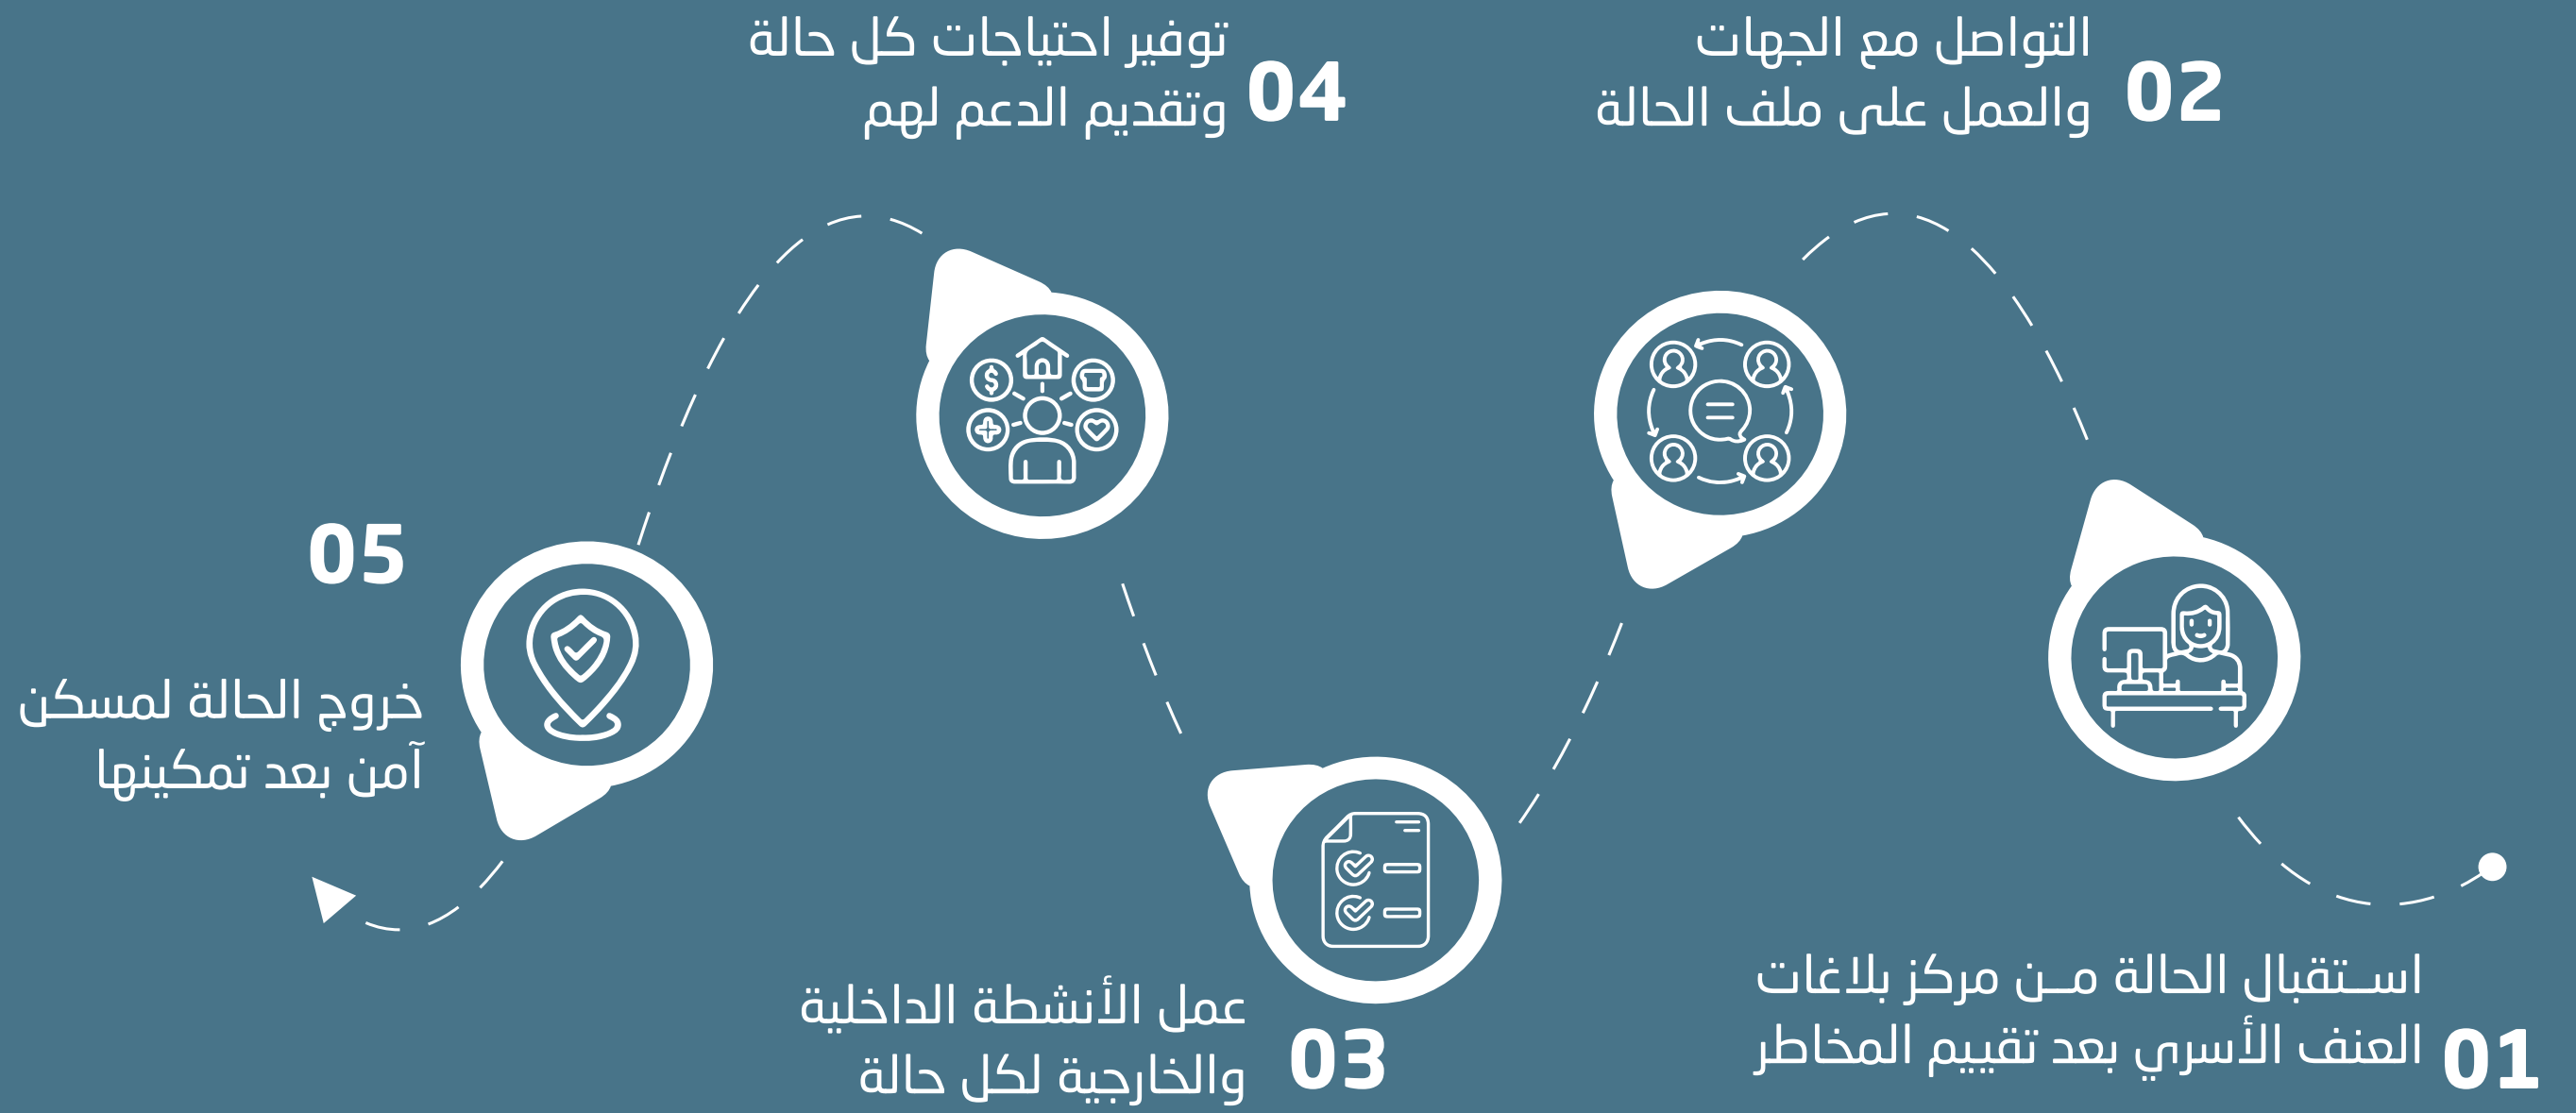 01
استقبال الحالة من مركز بلاغات
العنف الأسري بعد تقييم المخاطر
02
التواصل مع الجهات
والعمل على ملف الحالة
03
عمل الأنشطة الداخلية
والخارجية لكل حالة
04
توفير احتياجات كل حالة
وتقديم الدعم لهم
05
خروج الحالة لمسكن
آمن بعد تمكينها